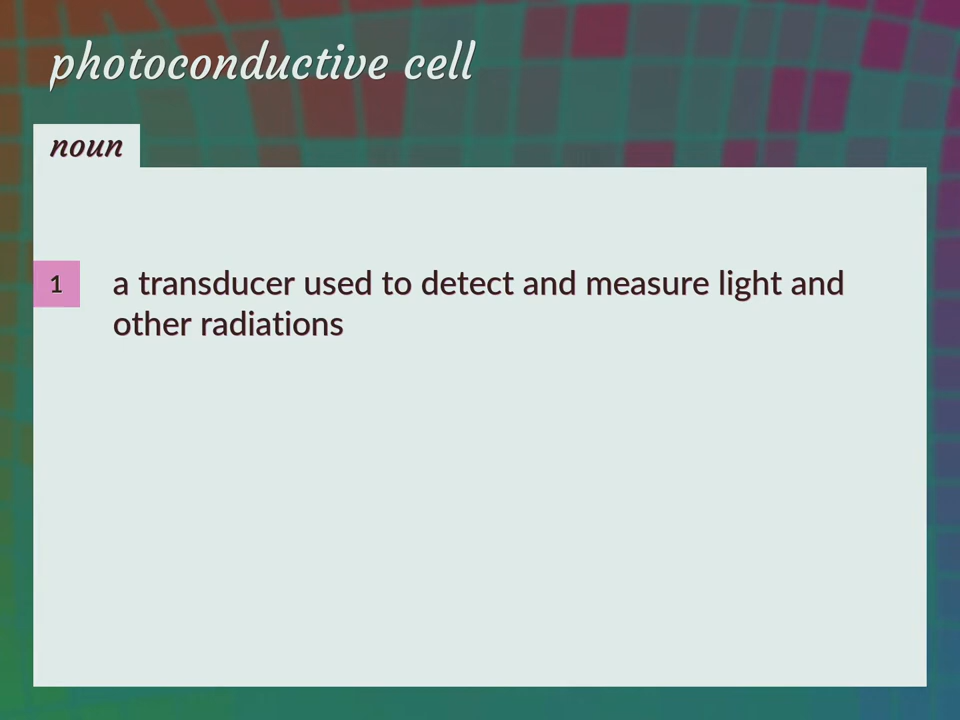 photoconductive cell
noun
1
a transducer used to detect and measure light and
other radiations